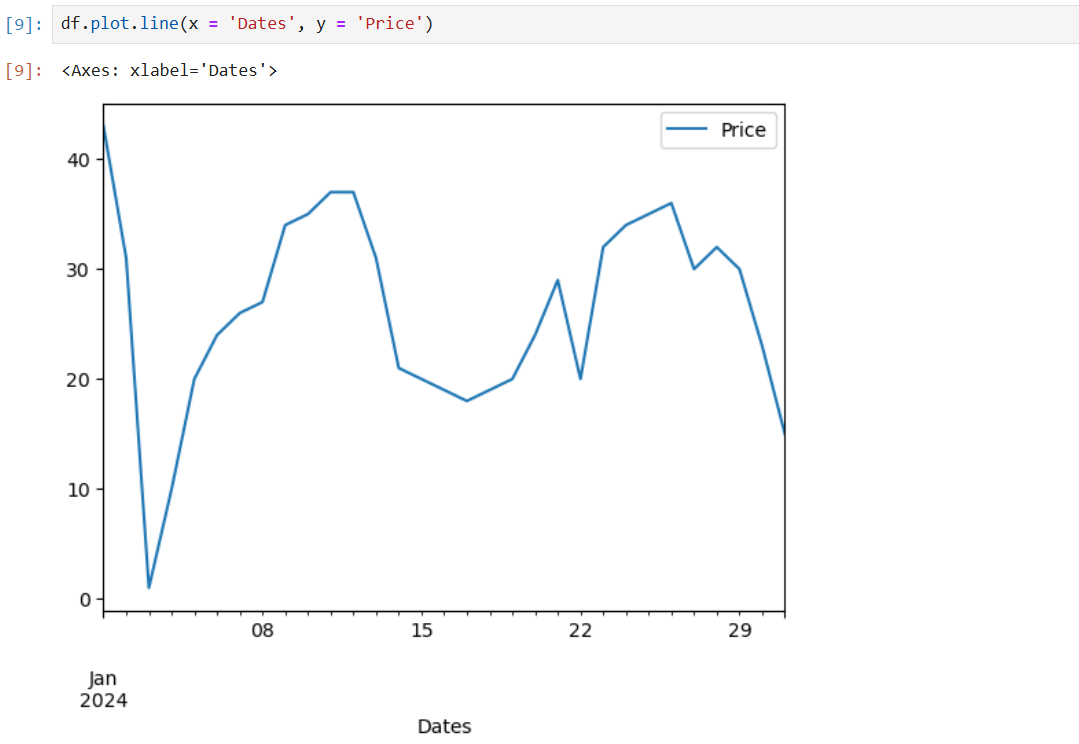 [9]: df.plot.line(x = 'Dates', y = 'Price')
[9]: <Axes: xlabel='Dates'>
Price
40
30
20
10
0
08 15 22 29
Jan
2024
Dates